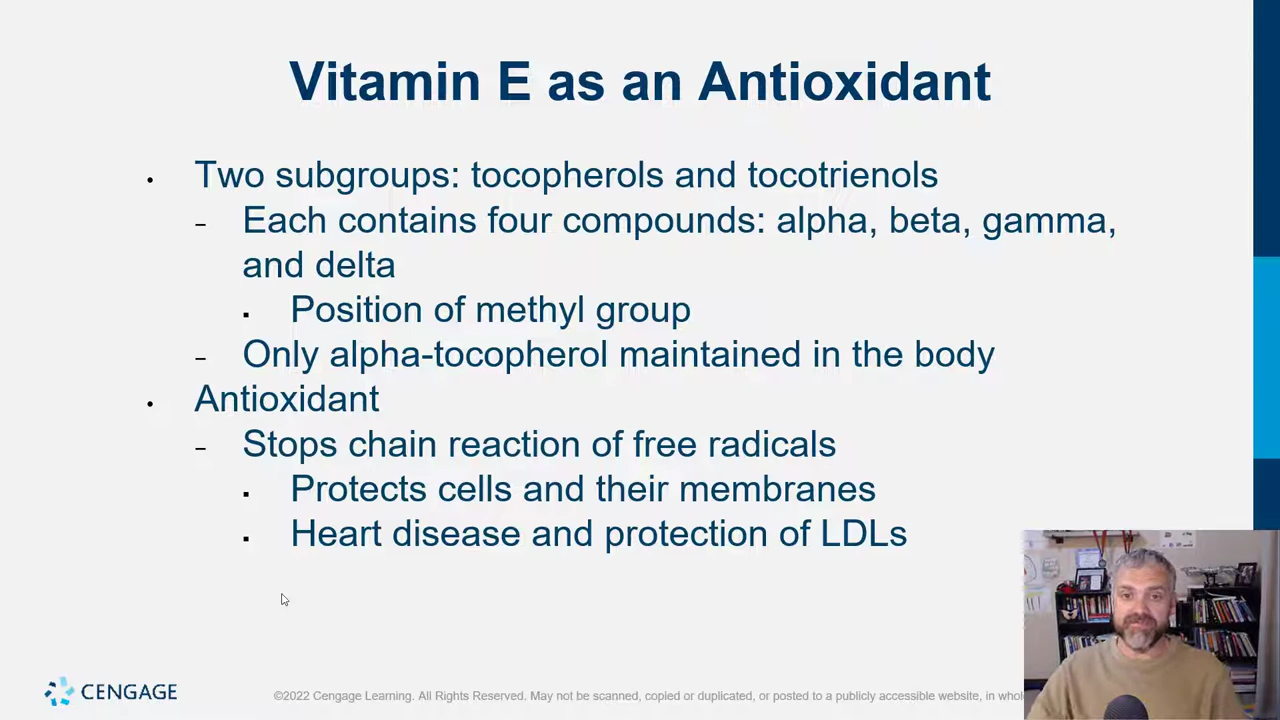 Vitamin E as an Antioxidant
• Two subgroups: tocopherols and tocotrienols
– Each contains four compounds: alpha, beta, gamma,
and delta
▪ Position of methyl group
– Only alpha-tocopherol maintained in the body
• Antioxidant
– Stops chain reaction of free radicals
▪ Protects cells and their membranes
▪ Heart disease and protection of LDLs
CENGAGE
©2022 Cengage Learning. All Rights Reserved. May not be scanned, copied or duplicated, or posted to a publicly accessible website, in